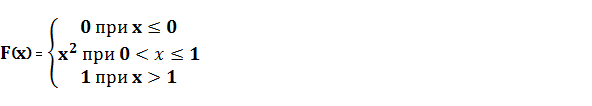 0 при x ≤ 0
F(x) = { x² при 0 < x ≤ 1
1 при x > 1